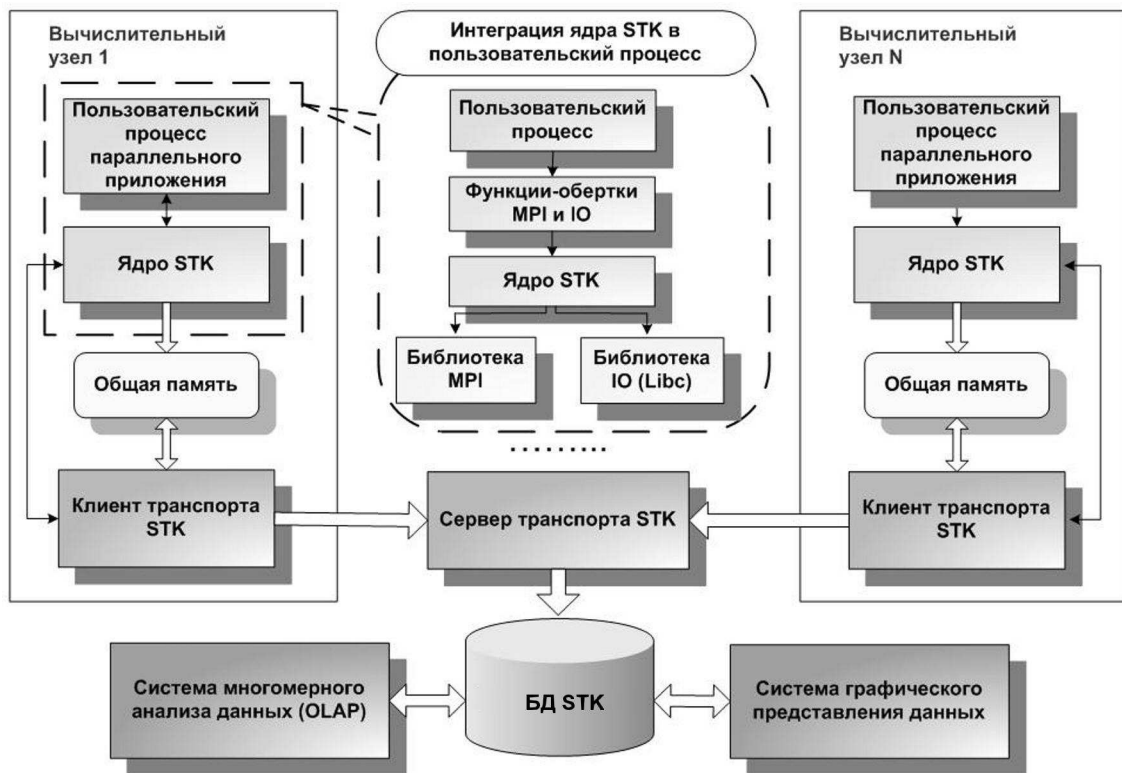 Вычислительный
узел 1
Пользовательский
процесс
параллельного
приложения
Ядро STK
Общая память
Клиент транспорта
STK
Интеграция ядра STK в
пользовательский процесс
Пользовательский
процесс
Функции-обертки
MPI и IO
Ядро STK
Библиотека
MPI
Библиотека
IO (Libc)
.........
Сервер транспорта STK
Вычислительный
узел N
Пользовательский
процесс
параллельного
приложения
Ядро STK
Общая память
Клиент транспорта
STK
Система многомерного
анализа данных (OLAP)
БД STK
Система графического
представления данных